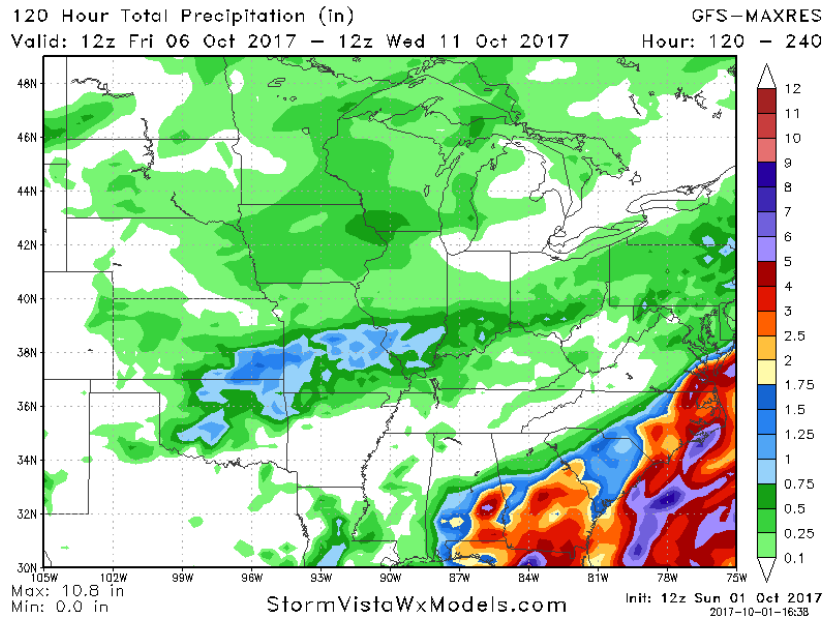 120 Hour Total Precipitation (in) GFS-MAXRES
Valid: 12z Fri 06 Oct 2017 - 12z Wed 11 Oct 2017 Hour: 120 - 240
48N
46N
44N
42N
40N
38N
36N
34N
32N
30N
105W 102W 99W 96W 93W 90W 87W 84W 81W 78W 75W
12
11
10
9
8
7
6
5
4
3
2.5
2
1.75
1.5
1.25
1
0.75
0.5
0.25
0.1
Max: 10.8 in
Min: 0.0 in
StormVistaWxModels.com
Init: 12z Sun 01 Oct 2017
2017-10-01-16:38